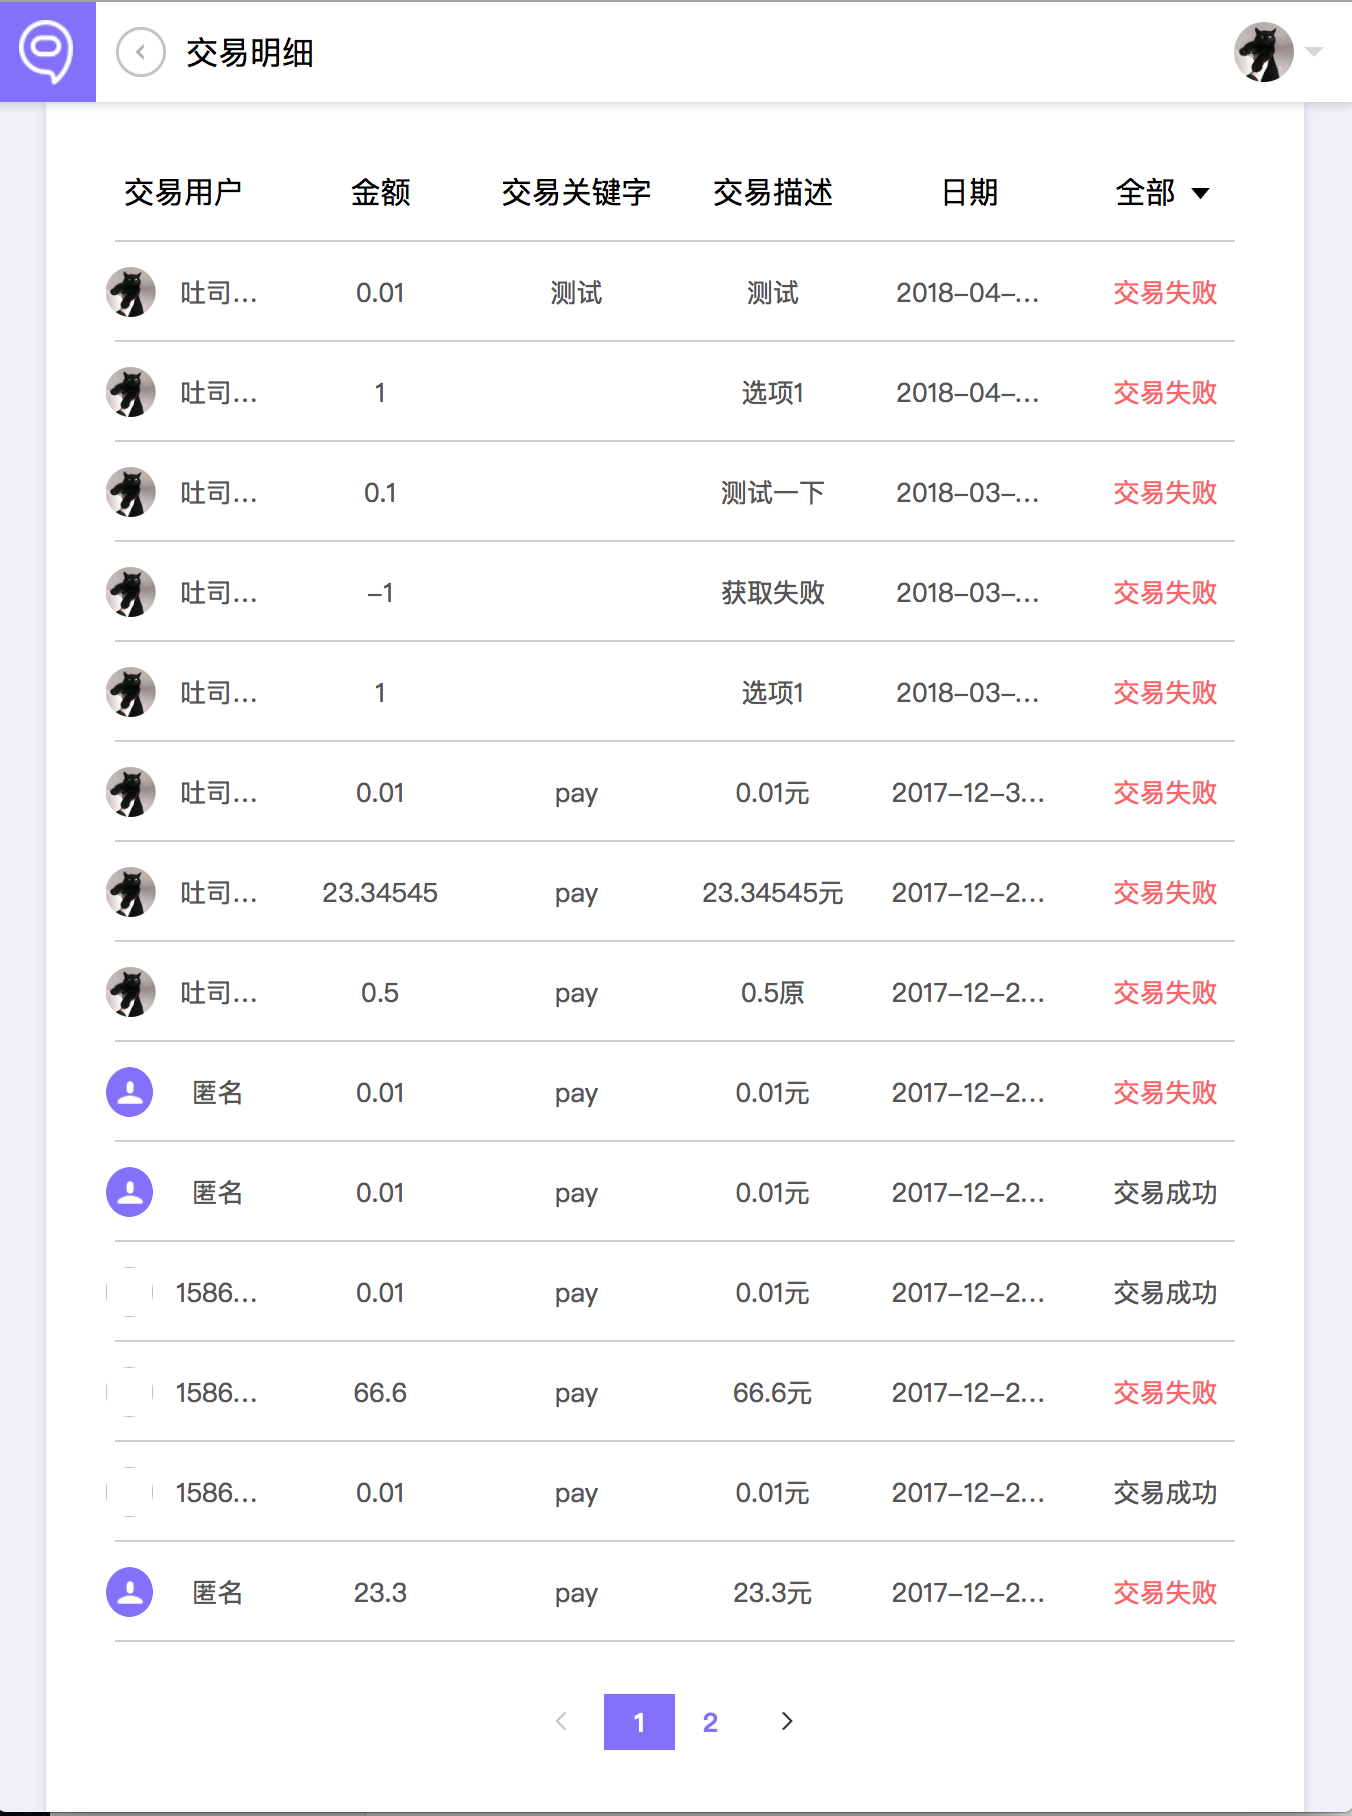 交易明细
交易用户 金额 交易关键字 交易描述 日期 全部
吐司... 0.01 测试 测试 2018-04-... 交易失败
吐司... 1 选项1 2018-04-... 交易失败
吐司... 0.1 测试一下 2018-03-... 交易失败
吐司... -1 获取失败 2018-03-... 交易失败
吐司... 1 选项1 2018-03-... 交易失败
吐司... 0.01 pay 0.01元 2017-12-3... 交易失败
吐司... 23.34545 pay 23.34545元 2017-12-2... 交易失败
吐司... 0.5 pay 0.5原 2017-12-2... 交易失败
匿名 0.01 pay 0.01元 2017-12-2... 交易失败
匿名 0.01 pay 0.01元 2017-12-2... 交易成功
1586... 0.01 pay 0.01元 2017-12-2... 交易成功
1586... 66.6 pay 66.6元 2017-12-2... 交易失败
1586... 0.01 pay 0.01元 2017-12-2... 交易成功
匿名 23.3 pay 23.3元 2017-12-2... 交易失败
1 2